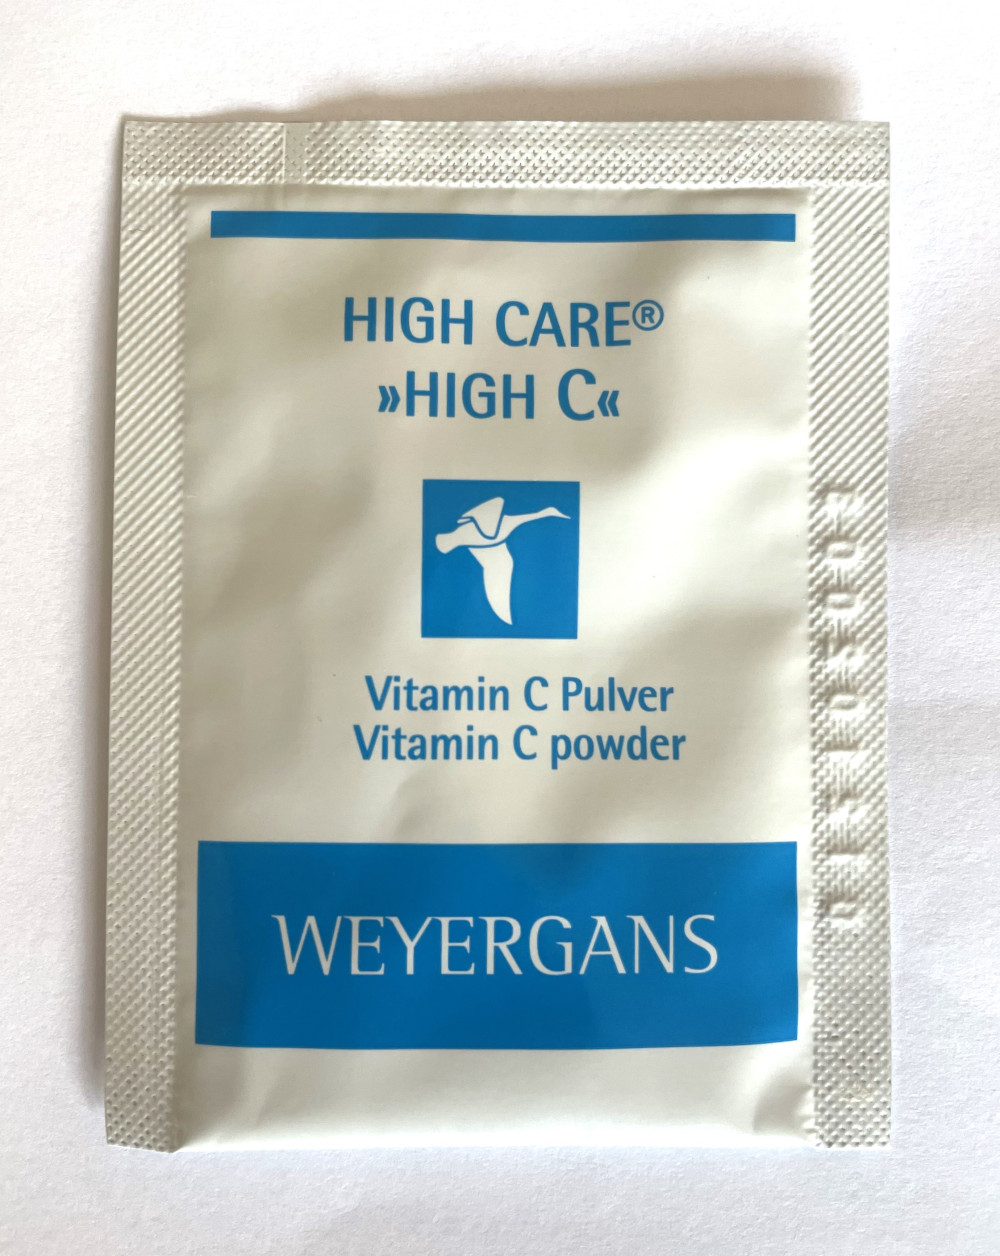 HIGH CARE®
»HIGH C«
Vitamin C Pulver
Vitamin C powder
WEYERGANS